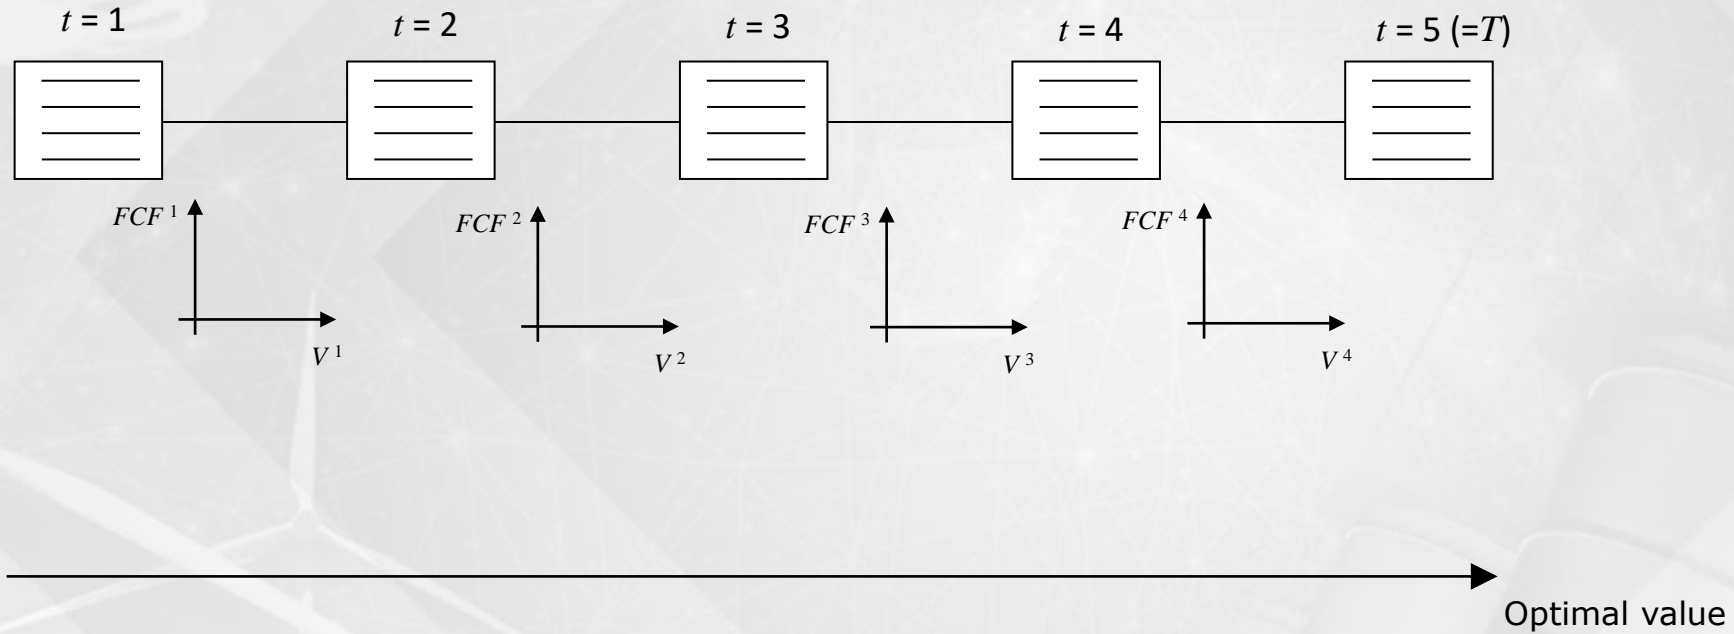 t = 1
t = 2
t = 3
t = 4
t = 5 (=T)
FCF 1
FCF 2
FCF 3
FCF 4
V 1
V 2
V 3
V 4
Optimal value